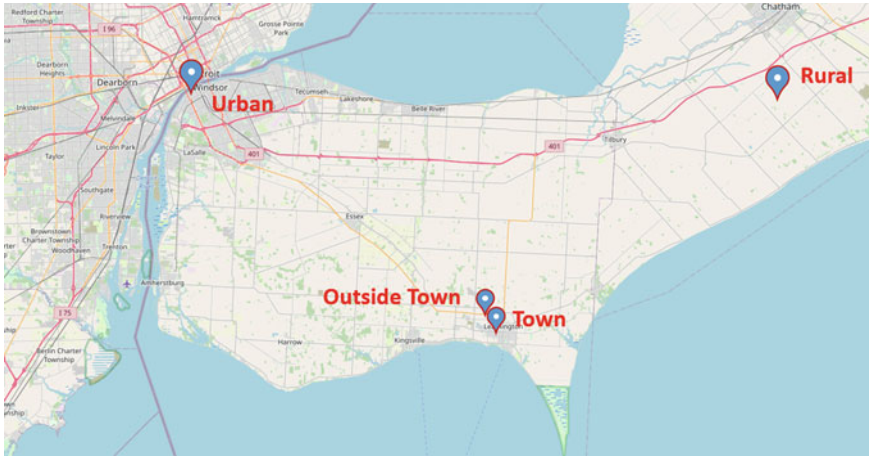 Redford Charter
Township
Hamtramck
Grosse Pointe
Park
Chatham
I 96
Dearborn
Heights
Dearborn
Detroit
Windsor
Urban
Tecumseh
Lakeshore
Belle River
Rural
Inkster
Melvindale
Lincoln Park
LaSalle
401
401
Tilbury
Taylor
Southgate
Riverview
Brownstown
Charter Township
Woodhaven
Trenton
Essex
Amherstburg
Outside Town
Town
I 75
Harrow
Kingsville
Berlin Charter
Township